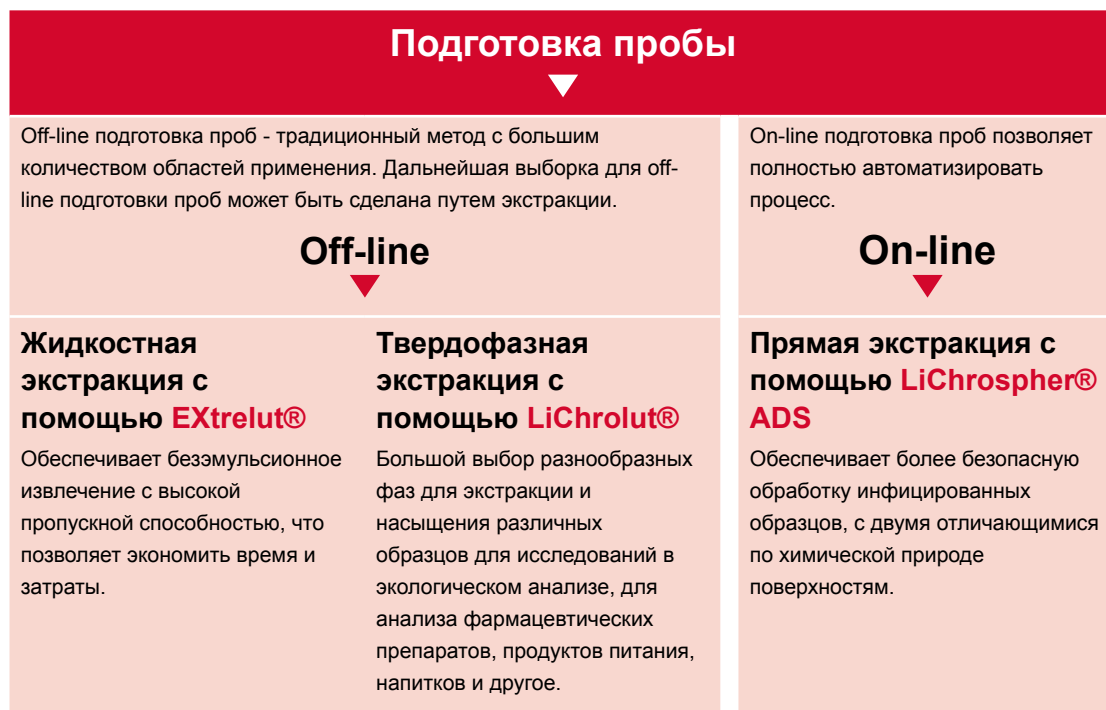 Подготовка пробы
Off-line подготовка проб - традиционный метод с большим
количеством областей применения. Дальнейшая выборка для off-
line подготовки проб может быть сделана путем экстракции.
Off-line
On-line подготовка проб позволяет
полностью автоматизировать
процесс.
On-line
Жидкостная
экстракция с
помощью EXtrelut®
Обеспечивает безэмульсионное
извлечение с высокой
пропускной способностью, что
позволяет экономить время и
затраты.
Твердофазная
экстракция с
помощью LiChrolut®
Большой выбор разнообразных
фаз для экстракции и
насыщения различных
образцов для исследований в
экологическом анализе, для
анализа фармацевтических
препаратов, продуктов питания,
напитков и другое.
Прямая экстракция с
помощью LiChrospher®
ADS
Обеспечивает более безопасную
обработку инфицированных
образцов, с двумя отличающимися
по химической природе
поверхностям.